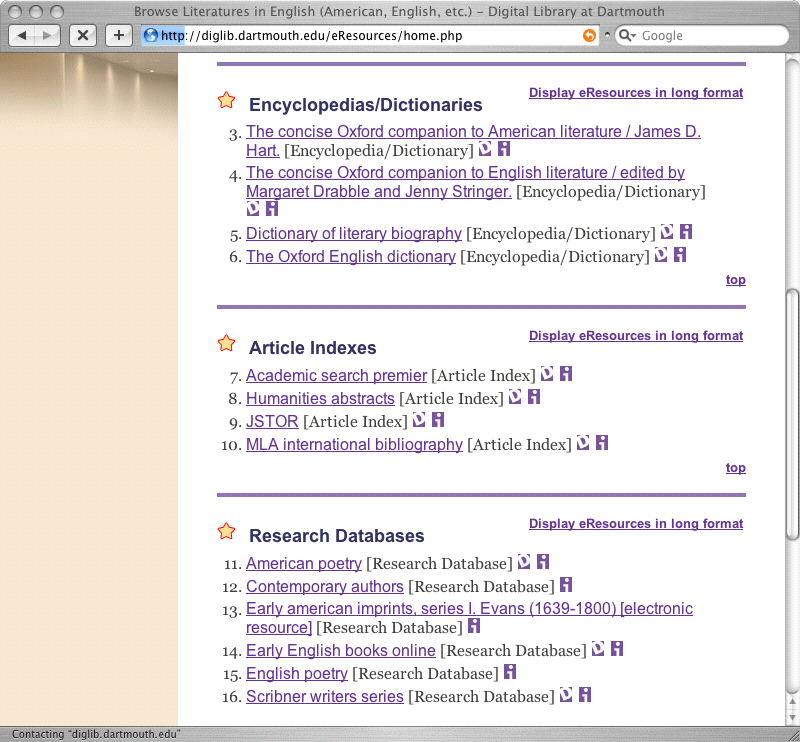 Browse Literatures in English (American, English, etc.) – Digital Library at Dartmouth
http://diglib.dartmouth.edu/eResources/home.php
Google
Encyclopedias/Dictionaries
Display eResources in long format
3. The concise Oxford companion to American literature / James D.
Hart. [Encyclopedia/Dictionary]
4. The concise Oxford companion to English literature / edited by
Margaret Drabble and Jenny Stringer. [Encyclopedia/Dictionary]
5. Dictionary of literary biography [Encyclopedia/Dictionary]
6. The Oxford English dictionary [Encyclopedia/Dictionary]
top
Article Indexes
Display eResources in long format
7. Academic search premier [Article Index]
8. Humanities abstracts [Article Index]
9. JSTOR [Article Index]
10. MLA international bibliography [Article Index]
top
Research Databases
Display eResources in long format
11. American poetry [Research Database]
12. Contemporary authors [Research Database]
13. Early american imprints, series I. Evans (1639-1800) [electronic
resource] [Research Database]
14. Early English books online [Research Database]
15. English poetry [Research Database]
16. Scribner writers series [Research Database]
Contacting "diglib.dartmouth.edu"